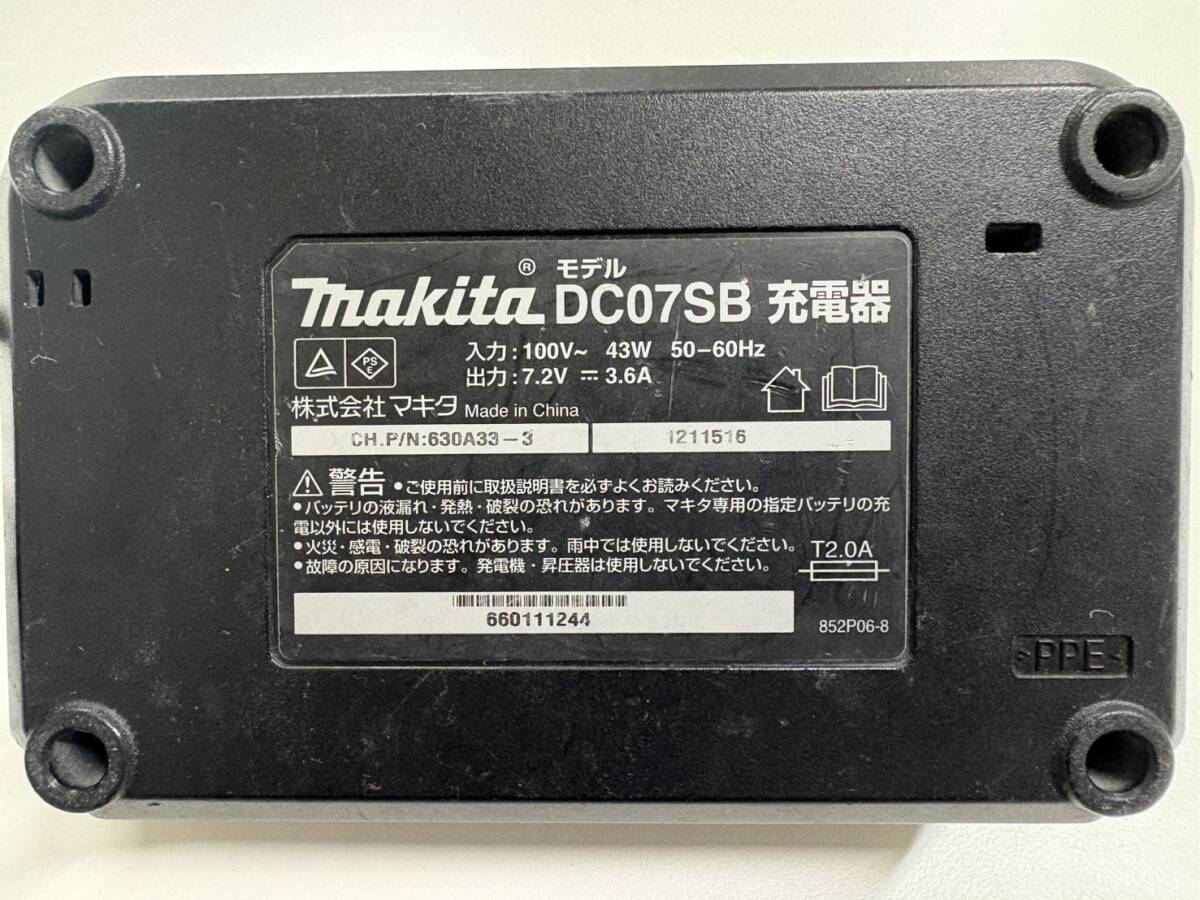 makita® モデル DC07SB 充電器
PS E
入力:100V~ 43W 50-60Hz
出力:7.2V ⎓ 3.6A
株式会社 マキタ Made in China
CH.P/N:630A33-3 1211516
⚠警告 •ご使用前に取扱説明書を必ずよくお読みください。
•バッテリの液漏れ・発熱・破裂の恐れがあります。マキタ専用の指定バッテリの充
電以外には使用しないでください。
•火災・感電・破裂の恐れがあります。雨中では使用しないでください。
•故障の原因になります。発電機・昇圧器は使用しないでください。
T2.0A
660111244
852P06-8
>PPE<